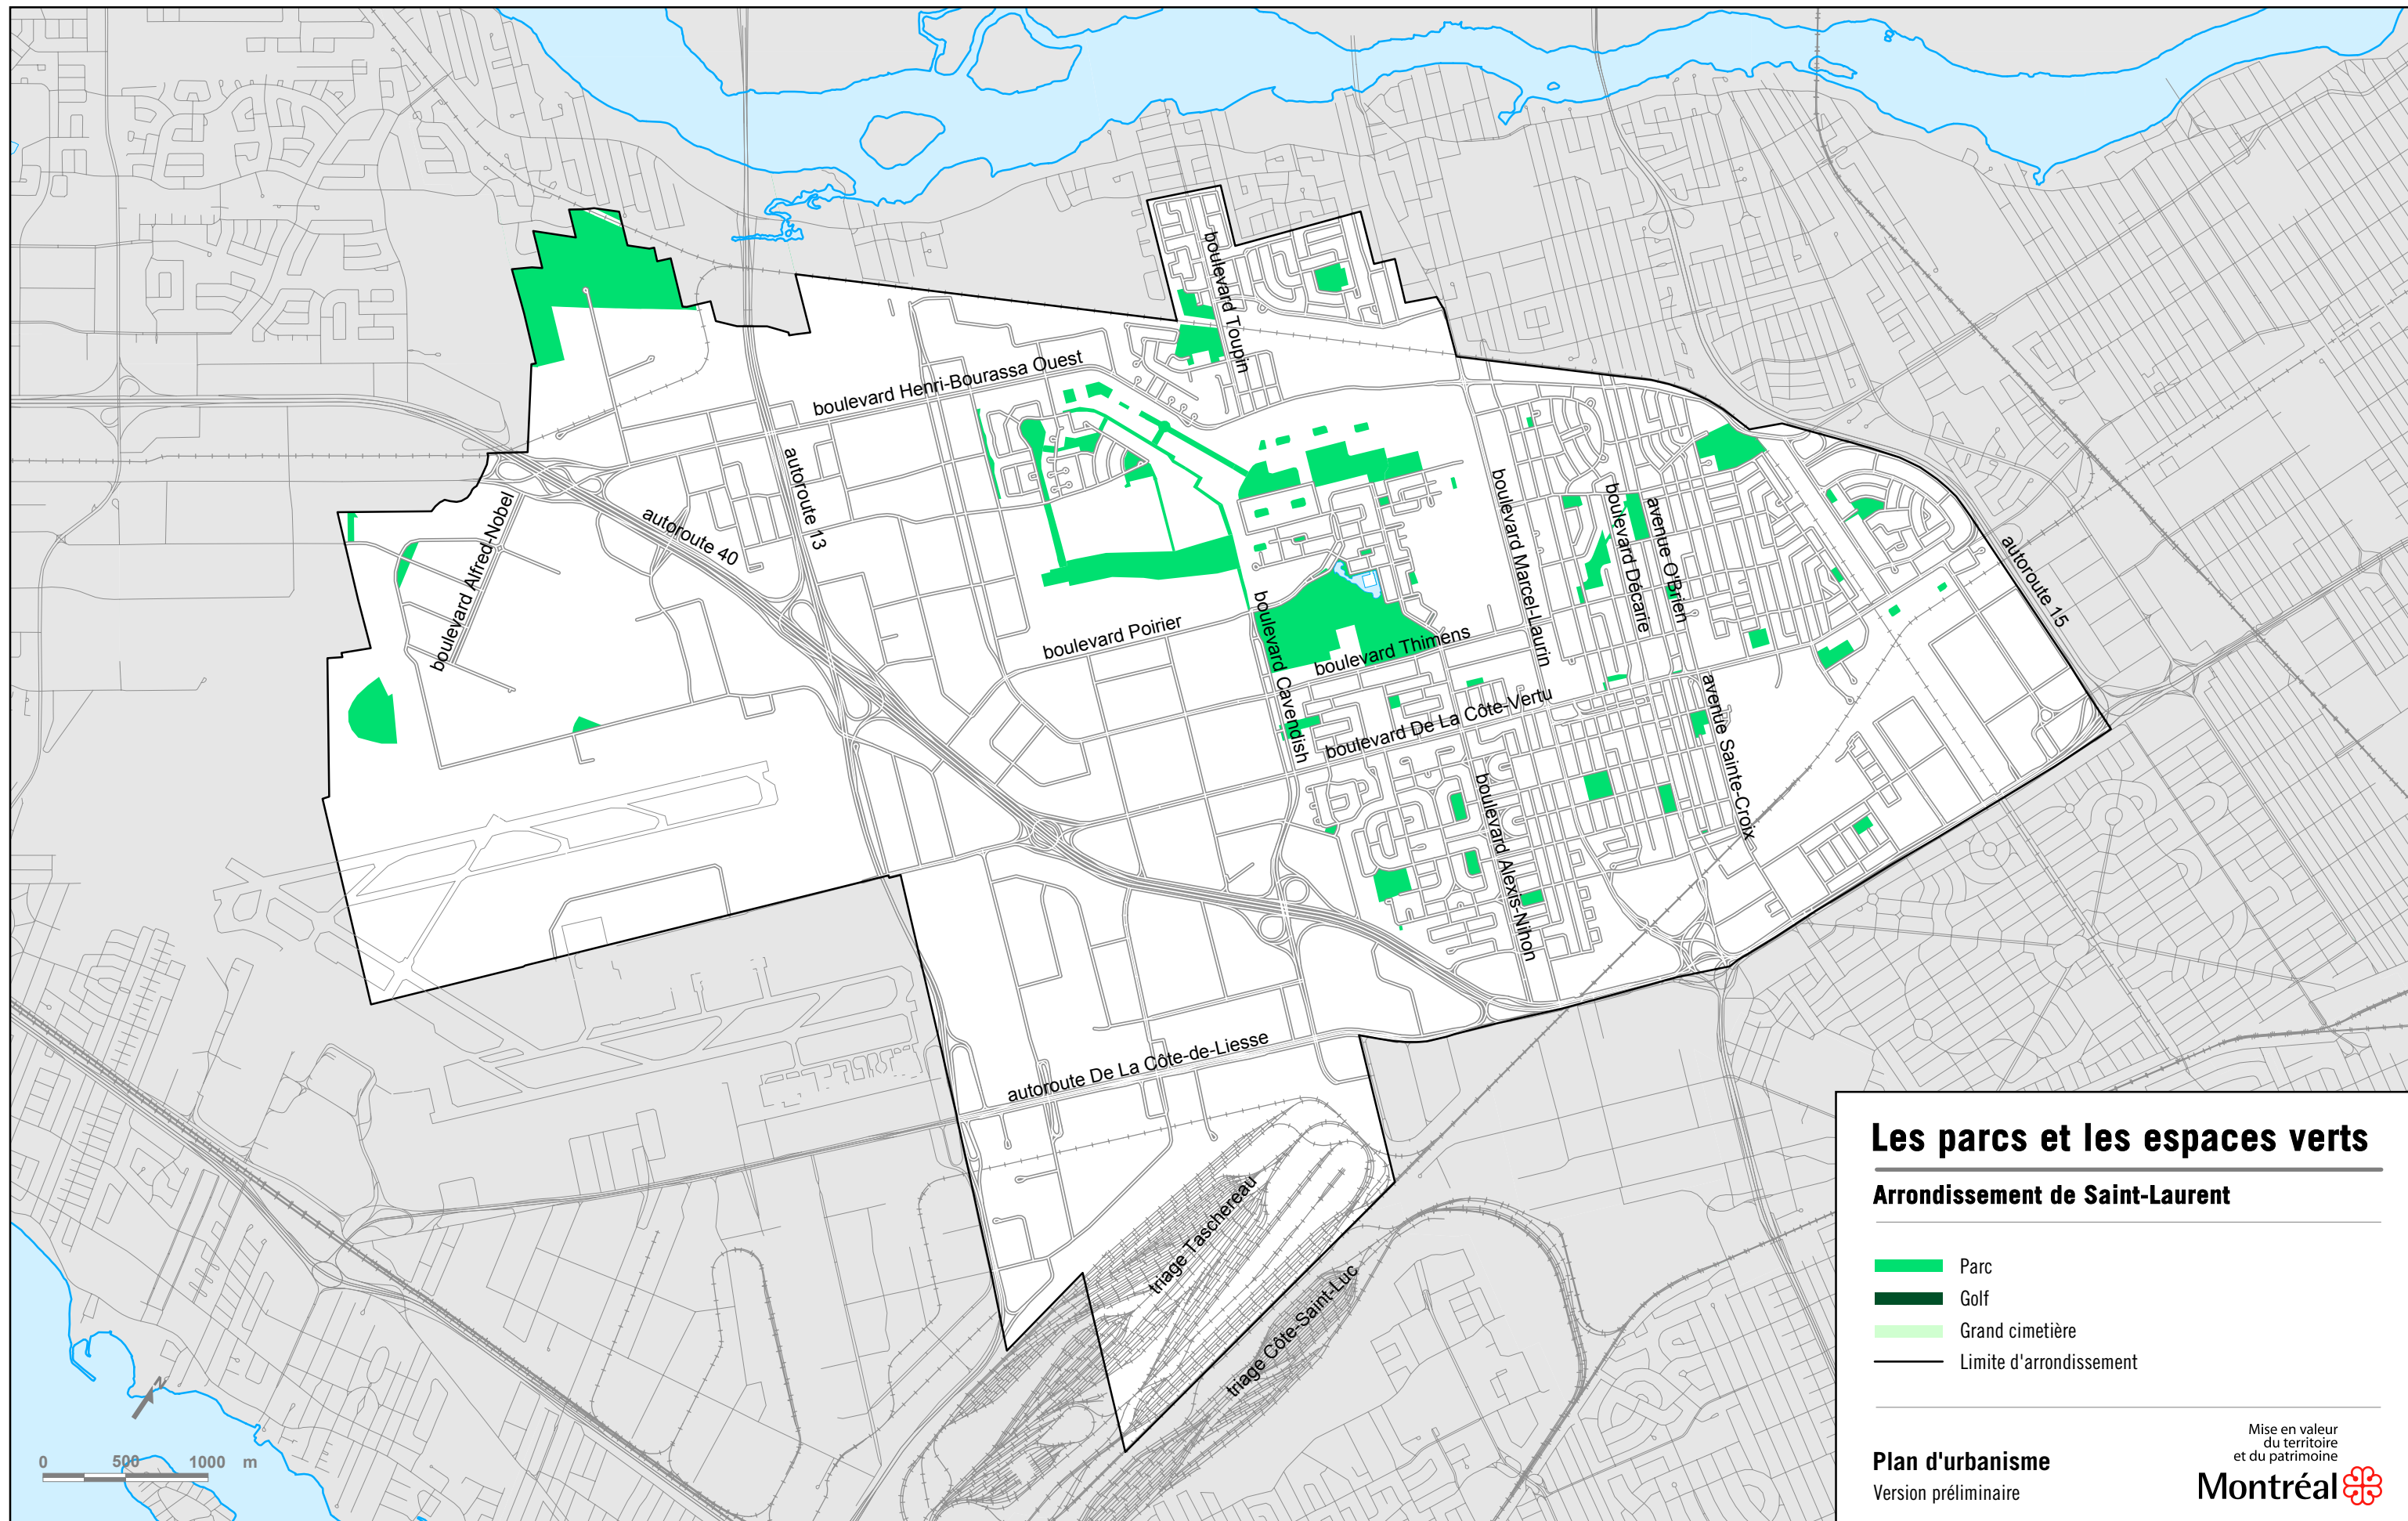 boulevard Toupin
boulevard Henri-Bourassa Ouest
autoroute 13
autoroute 40
boulevard Alfred-Nobel
boulevard Marcel-Laurin
boulevard Décarie
avenue O'Brien
autoroute 15
boulevard Poirier
boulevard Cavendish
boulevard Thimens
boulevard De La Côte-Vertu
avenue Sainte-Croix
boulevard Alexis-Nihon
autoroute De La Côte-de-Liesse
triage Taschereau
triage Côte-Saint-Luc
N
0 500 1000 m
Les parcs et les espaces verts
Arrondissement de Saint-Laurent
Parc
Golf
Grand cimetière
Limite d'arrondissement
Plan d'urbanisme
Version préliminaire
Mise en valeur
du territoire
et du patrimoine
Montréal